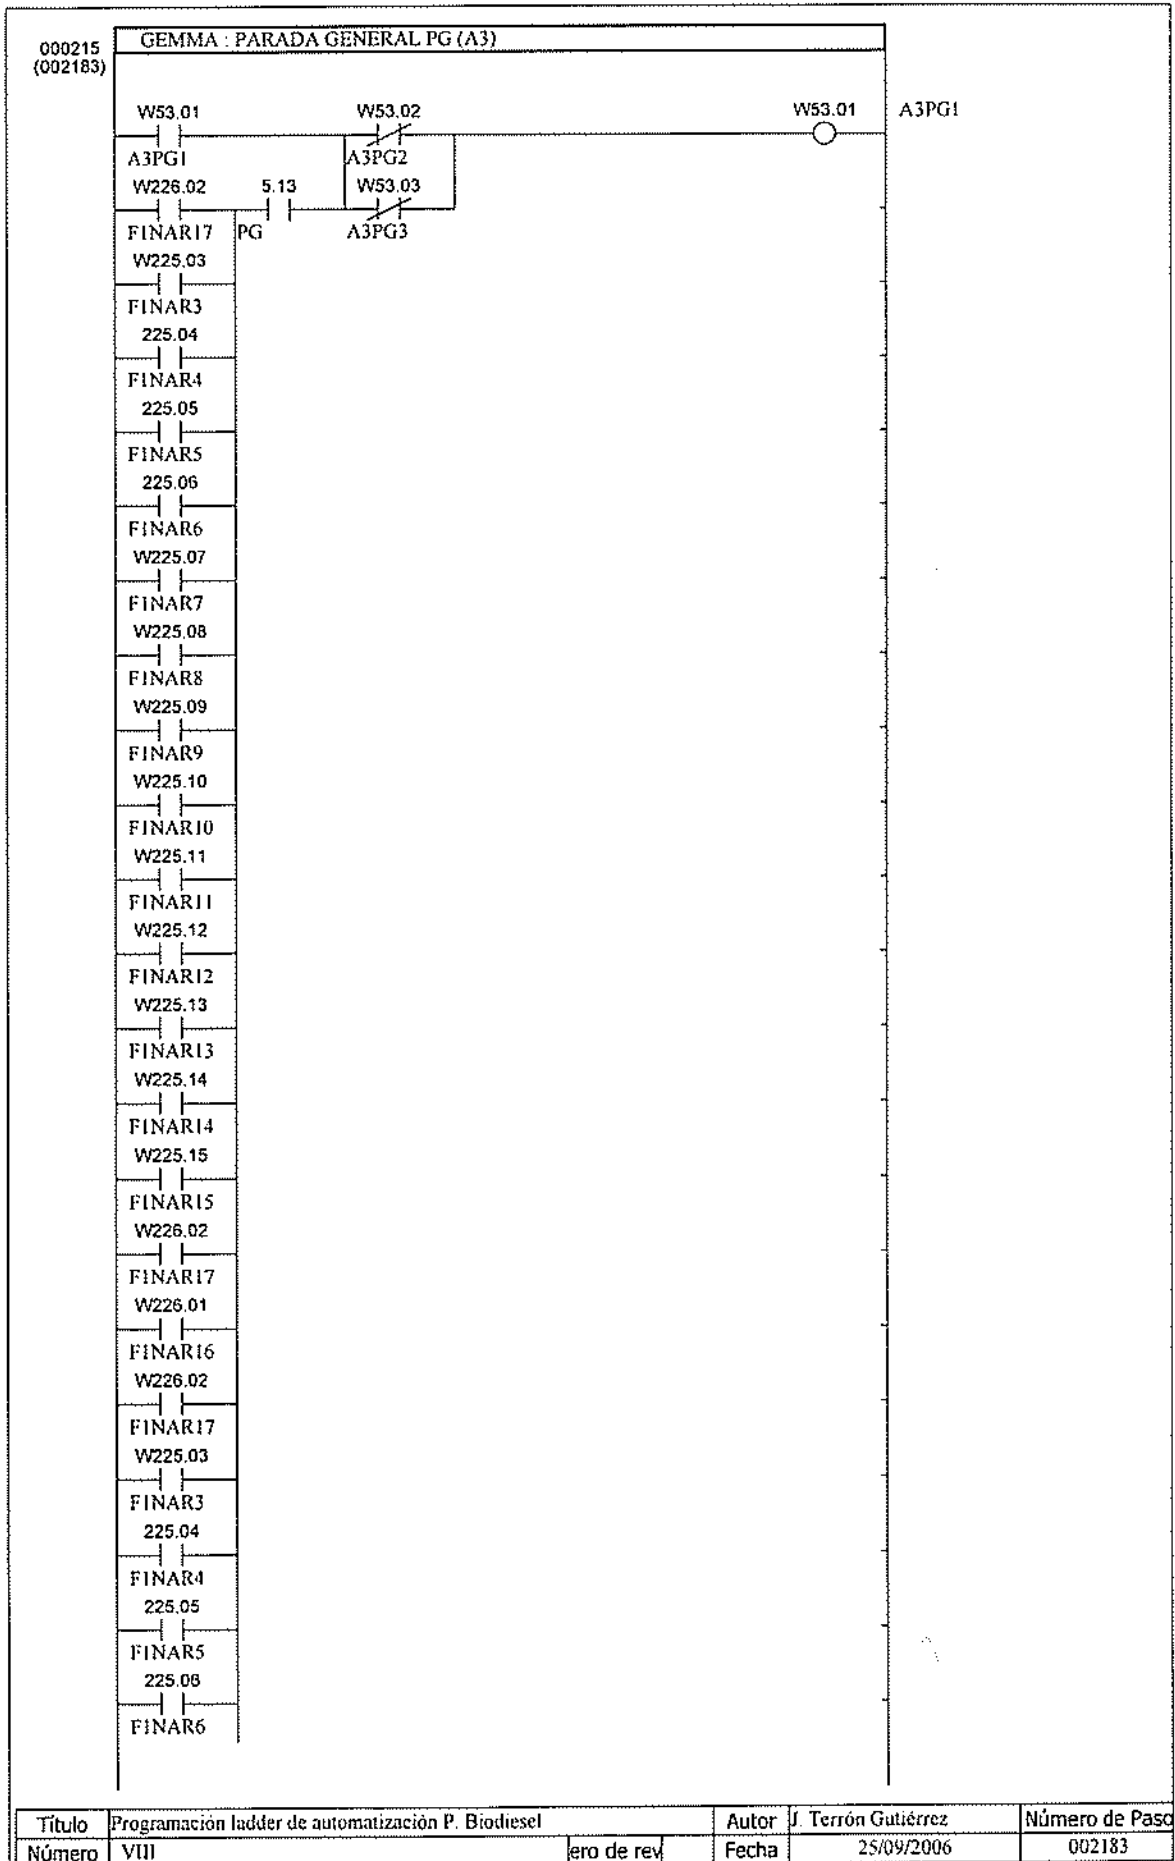 000215
(002183)
GEMMA : PARADA GENERAL PG (A3)
W53.01 W53.02 W53.01 A3PG1
A3PG1 A3PG2
W226.02 5.13 W53.03
FINAR17 PG A3PG3
W225.03
FINAR3
225.04
FINAR4
225.05
FINAR5
225.06
FINAR6
W225.07
FINAR7
W225.08
FINAR8
W225.09
FINAR9
W225.10
FINAR10
W225.11
FINAR11
W225.12
FINAR12
W225.13
FINAR13
W225.14
FINAR14
W225.15
FINAR15
W226.02
FINAR17
W226.01
FINAR16
W226.02
FINAR17
W225.03
FINAR3
225.04
FINAR4
225.05
FINAR5
225.06
FINAR6
Título Programación ladder de automatización P. Biodiesel Autor J. Terrón Gutiérrez Número de Paso
Número VIII ero de rev Fecha 25/09/2006 002183